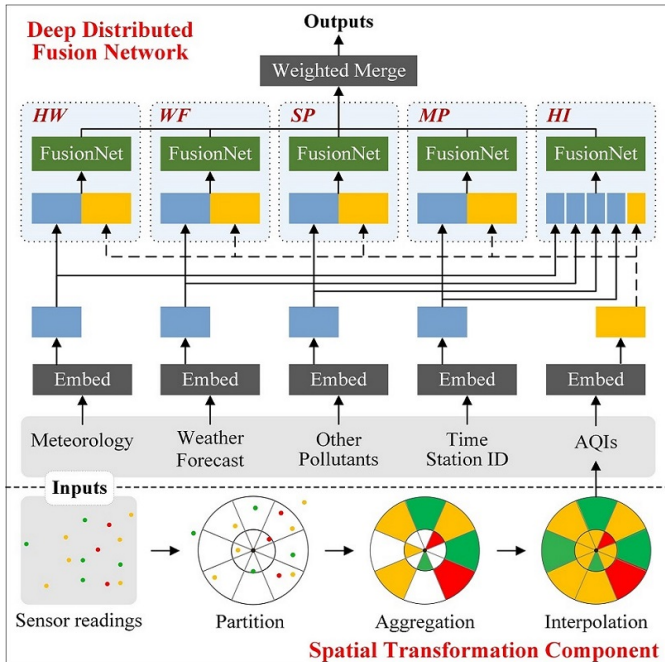 Outputs
Deep Distributed
Fusion Network
Weighted Merge
HW
WF
SP
MP
HI
FusionNet
FusionNet
FusionNet
FusionNet
FusionNet
Embed
Embed
Embed
Embed
Embed
Meteorology
Weather
Forecast
Other
Pollutants
Time
Station ID
AQIs
Inputs
Sensor readings
Partition
Aggregation
Interpolation
Spatial Transformation Component